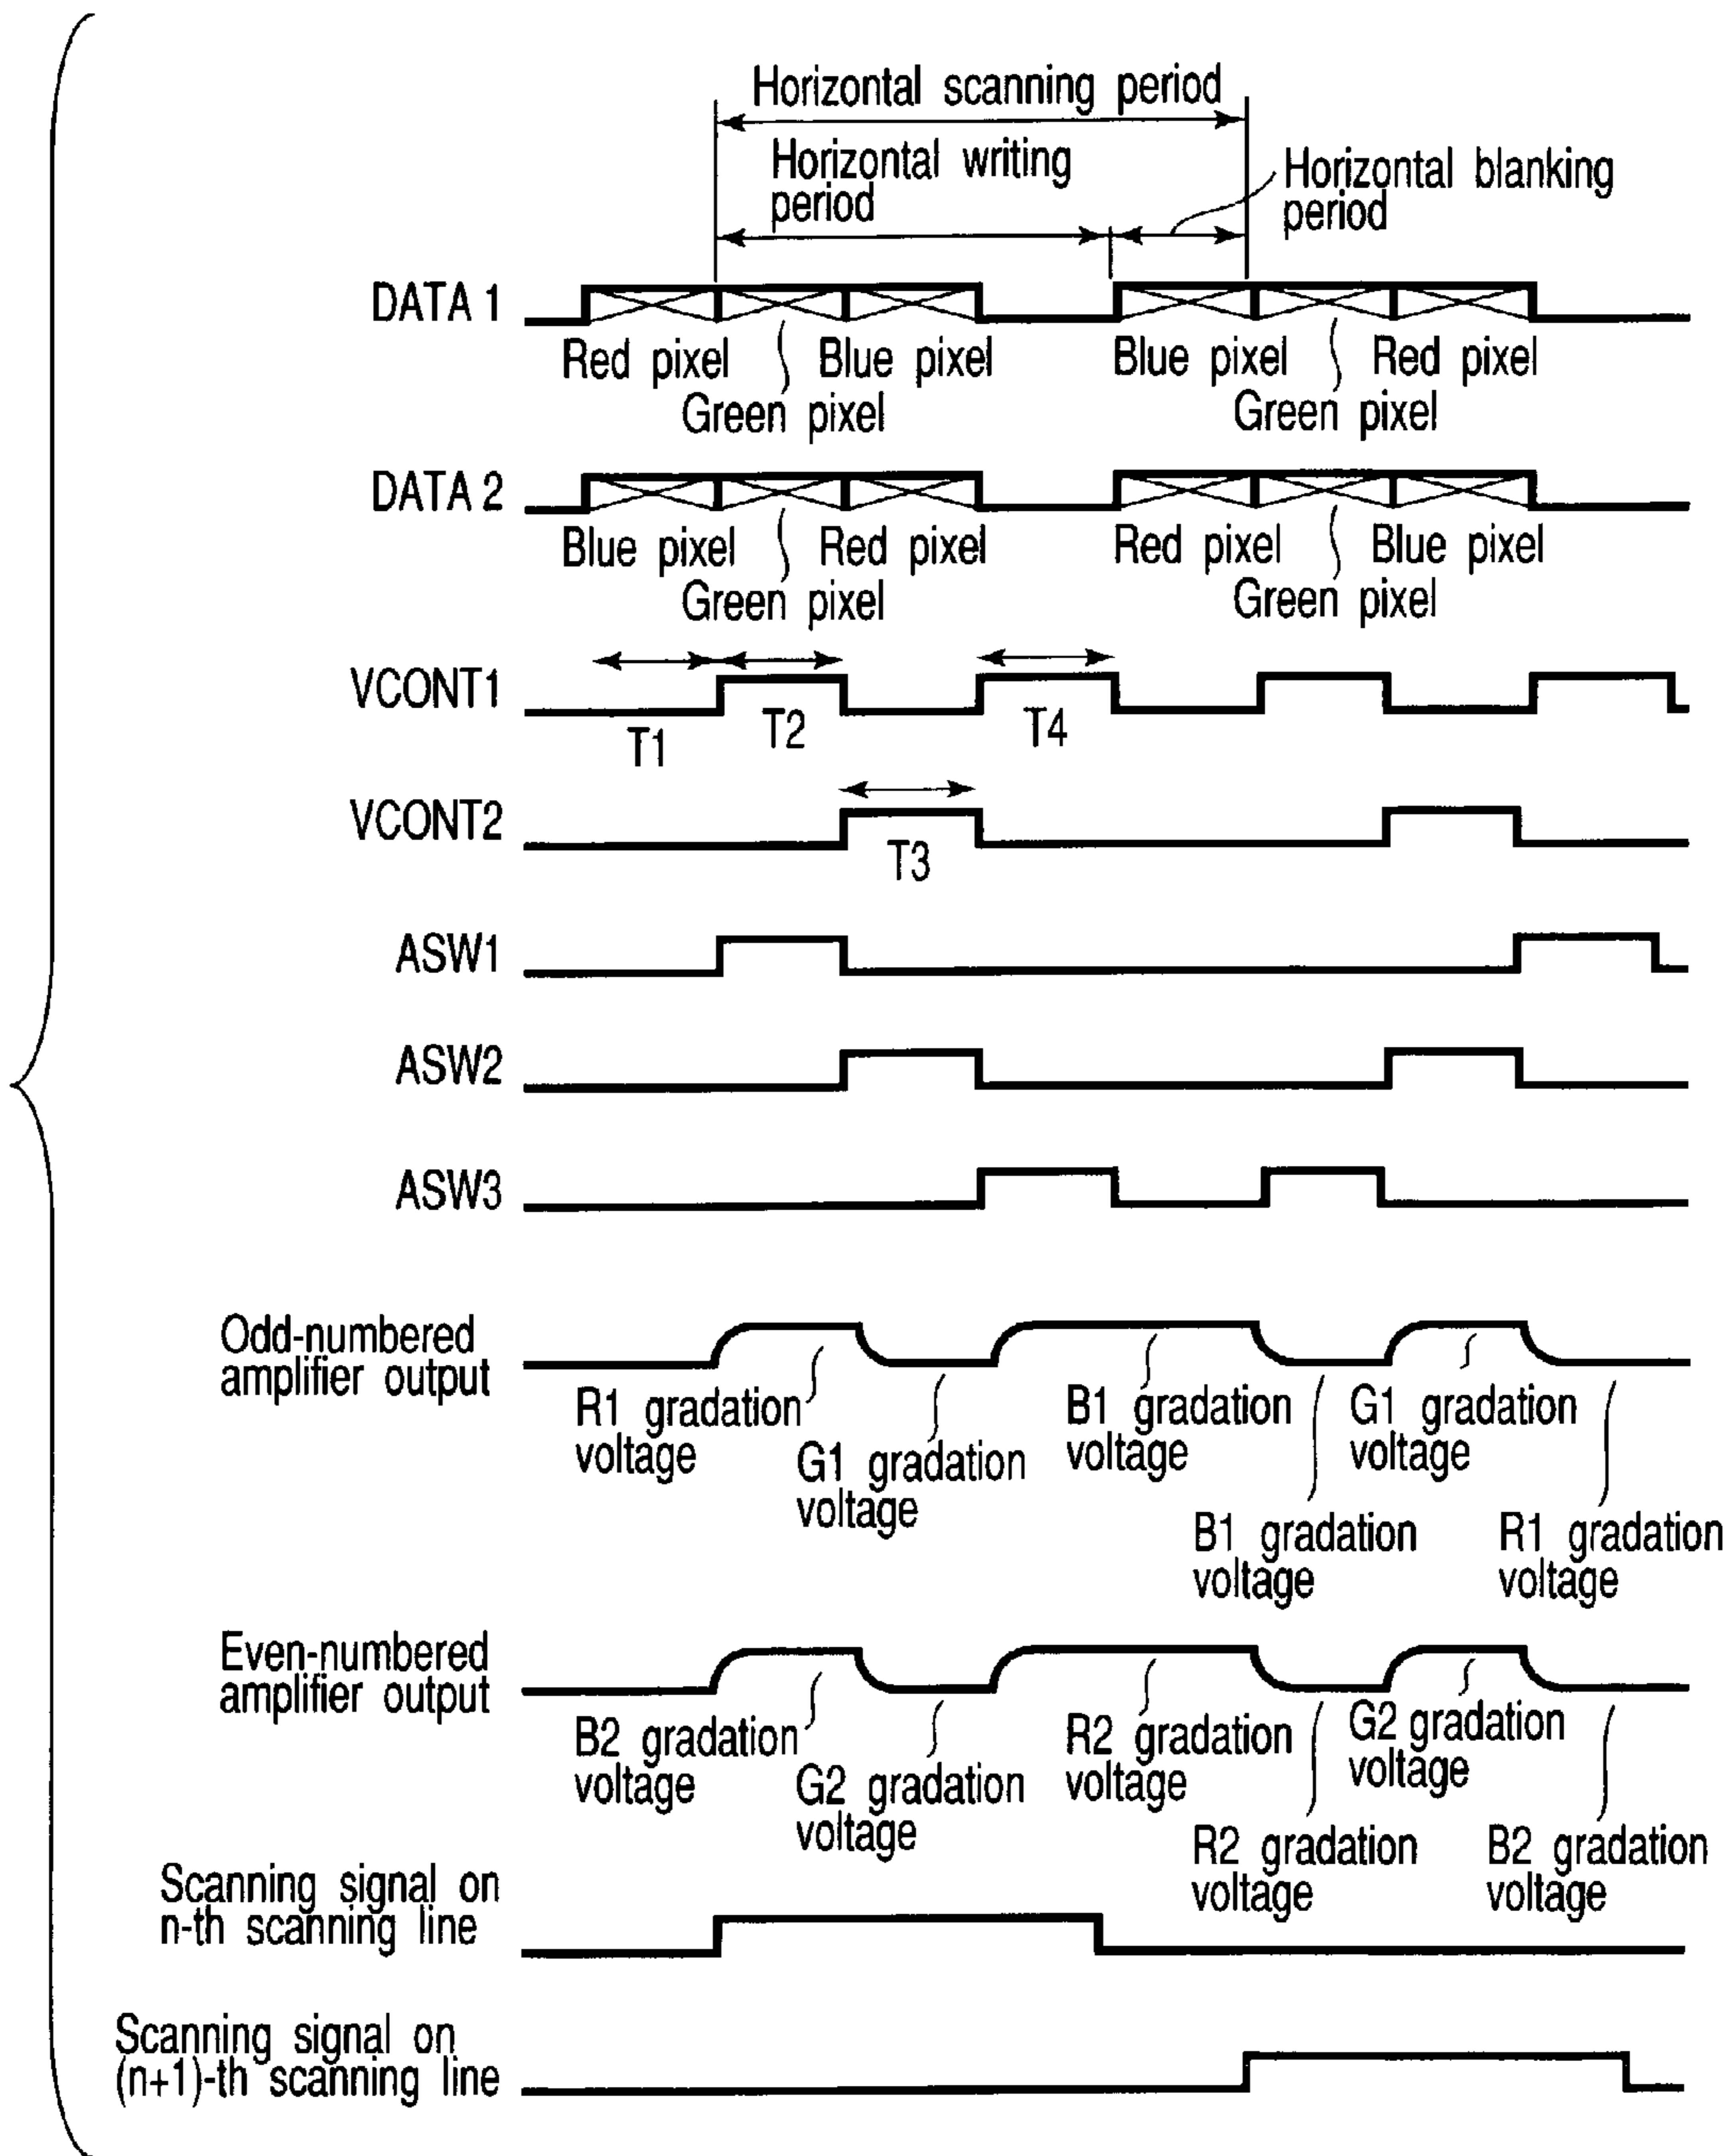 Horizontal scanning period
Horizontal writing
period
Horizontal blanking
period
DATA 1
Red pixel
Blue pixel
Blue pixel
Red pixel
Green pixel
Green pixel
DATA 2
Blue pixel
Red pixel
Red pixel
Blue pixel
Green pixel
Green pixel
VCONT1
T1
T2
T4
VCONT2
T3
ASW1
ASW2
ASW3
Odd-numbered
amplifier output
R1 gradation
voltage
G1 gradation
voltage
B1 gradation
voltage
B1 gradation
voltage
G1 gradation
voltage
R1 gradation
voltage
Even-numbered
amplifier output
B2 gradation
voltage
G2 gradation
voltage
R2 gradation
voltage
R2 gradation
voltage
G2 gradation
voltage
B2 gradation
voltage
Scanning signal on
n-th scanning line
Scanning signal on
(n+1)-th scanning line